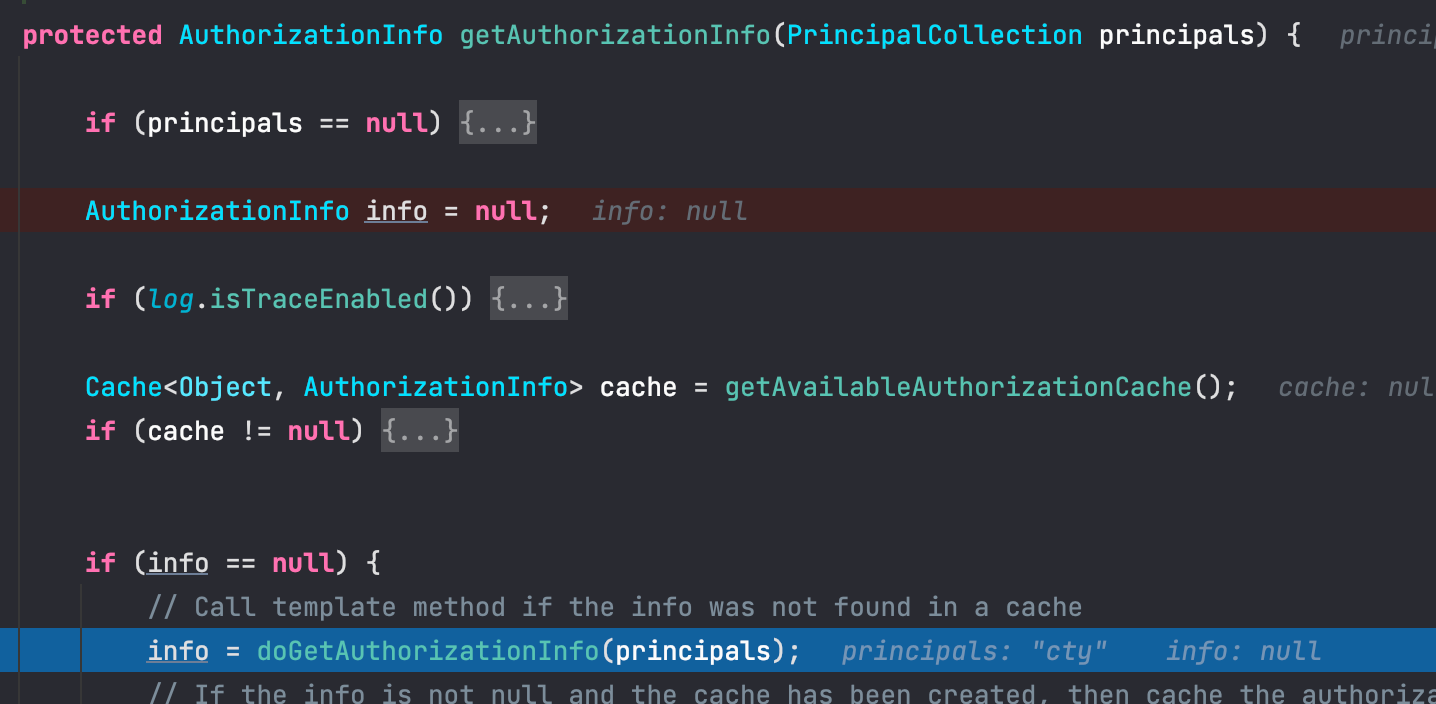 protected AuthorizationInfo getAuthorizationInfo(PrincipalCollection principals) {
if (principals == null) {...}
AuthorizationInfo info = null;   info: null
if (log.isTraceEnabled()) {...}
Cache<Object, AuthorizationInfo> cache = getAvailableAuthorizationCache();   cache: nul
if (cache != null) {...}
if (info == null) {
// Call template method if the info was not found in a cache
info = doGetAuthorizationInfo(principals);   principals: "cty"   info: null
// If the info is not null and the cache has been created, then cache the